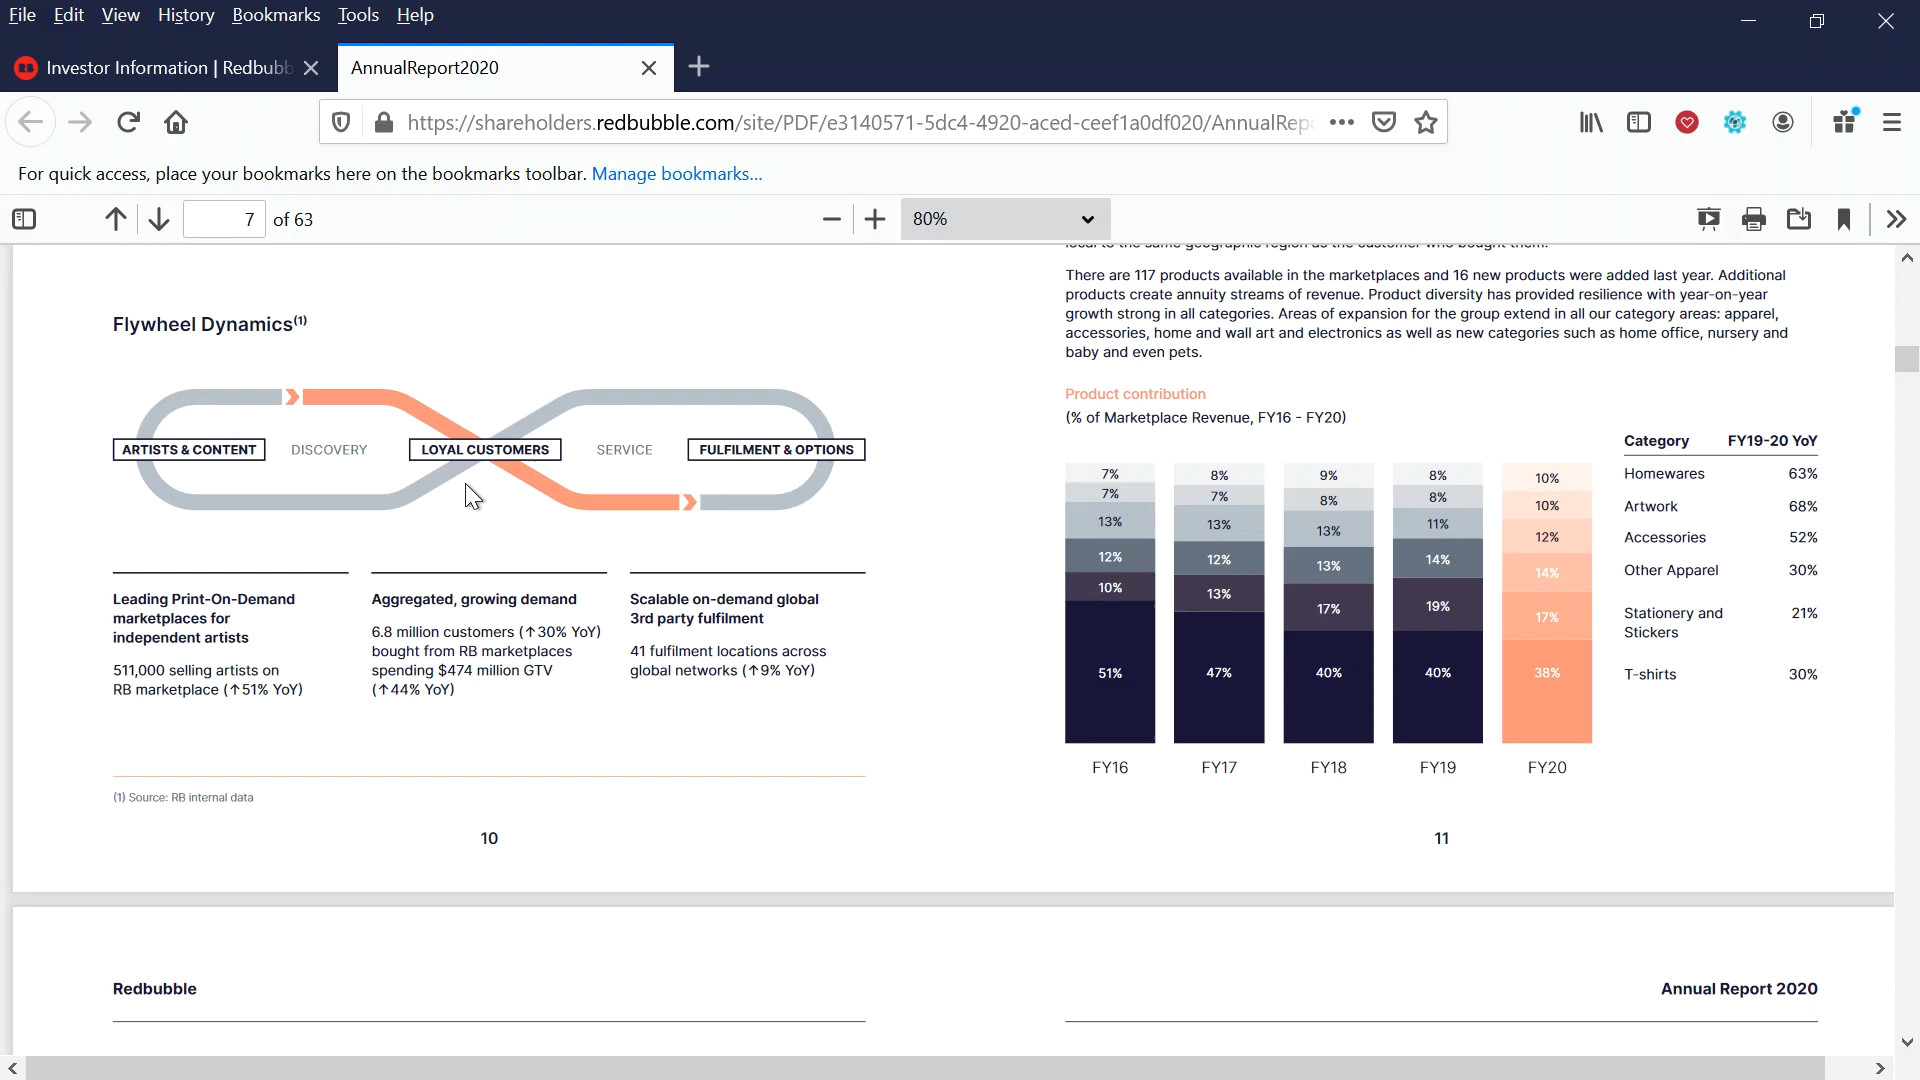 File Edit View History Bookmarks Tools Help
Investor Information | Redbubb
AnnualReport2020
https://shareholders.redbubble.com/site/PDF/e3140571-5dc4-4920-aced-ceef1a0df020/AnnualRep
For quick access, place your bookmarks here on the bookmarks toolbar. Manage bookmarks...
7 of 63
80%
Flywheel Dynamics(1)
ARTISTS & CONTENT DISCOVERY LOYAL CUSTOMERS SERVICE FULFILMENT & OPTIONS
Leading Print-On-Demand
marketplaces for
independent artists
511,000 selling artists on
RB marketplace (↑51% YoY)
Aggregated, growing demand
6.8 million customers (↑30% YoY)
bought from RB marketplaces
spending $474 million GTV
(↑44% YoY)
Scalable on-demand global
3rd party fulfilment
41 fulfilment locations across
global networks (↑9% YoY)
(1) Source: RB internal data
10
local to the same geographic region as the customer who bought them.
There are 117 products available in the marketplaces and 16 new products were added last year. Additional
products create annuity streams of revenue. Product diversity has provided resilience with year-on-year
growth strong in all categories. Areas of expansion for the group extend in all our category areas: apparel,
accessories, home and wall art and electronics as well as new categories such as home office, nursery and
baby and even pets.
Product contribution
(% of Marketplace Revenue, FY16 - FY20)
7% 8% 9% 8% 10%
7% 7% 8% 8% 10%
13% 13% 13% 11% 12%
12% 12% 13% 14% 14%
10% 13% 17% 19% 17%
51% 47% 40% 40% 38%
FY16 FY17 FY18 FY19 FY20
Category FY19-20 YoY
Homewares 63%
Artwork 68%
Accessories 52%
Other Apparel 30%
Stationery and 21%
Stickers
T-shirts 30%
11
Redbubble
Annual Report 2020